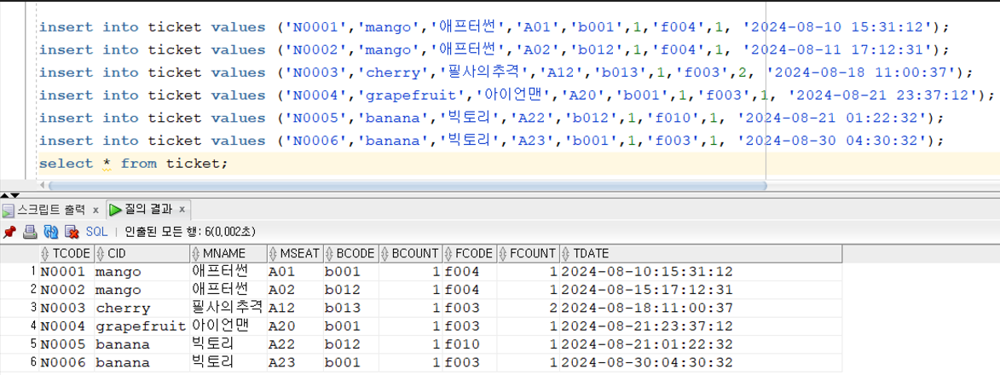 insert into ticket values ('N0001','mango','애프터썬','A01','b001',1,'f004',1, '2024-08-10 15:31:12');
insert into ticket values ('N0002','mango','애프터썬','A02','b012',1,'f004',1, '2024-08-11 17:12:31');
insert into ticket values ('N0003','cherry','필사의추격','A12','b013',1,'f003',2, '2024-08-18 11:00:37');
insert into ticket values ('N0004','grapefruit','아이언맨','A20','b001',1,'f003',1, '2024-08-21 23:37:12');
insert into ticket values ('N0005','banana','빅토리','A22','b012',1,'f010',1, '2024-08-21 01:22:32');
insert into ticket values ('N0006','banana','빅토리','A23','b001',1,'f003',1, '2024-08-30 04:30:32');
select * from ticket;
스크립트 출력 x 질의 결과 x
SQL | 인출된 모든 행: 6(0,002초)
TCODE CID MNAME MSEAT BCODE BCOUNT FCODE FCOUNT TDATE
1 N0001 mango 애프터썬 A01 b001 1 f004 1 2024-08-10:15:31:12
2 N0002 mango 애프터썬 A02 b012 1 f004 1 2024-08-15:17:12:31
3 N0003 cherry 필사의추격 A12 b013 1 f003 2 2024-08-18:11:00:37
4 N0004 grapefruit 아이언맨 A20 b001 1 f003 1 2024-08-21:23:37:12
5 N0005 banana 빅토리 A22 b012 1 f010 1 2024-08-21:01:22:32
6 N0006 banana 빅토리 A23 b001 1 f003 1 2024-08-30:04:30:32